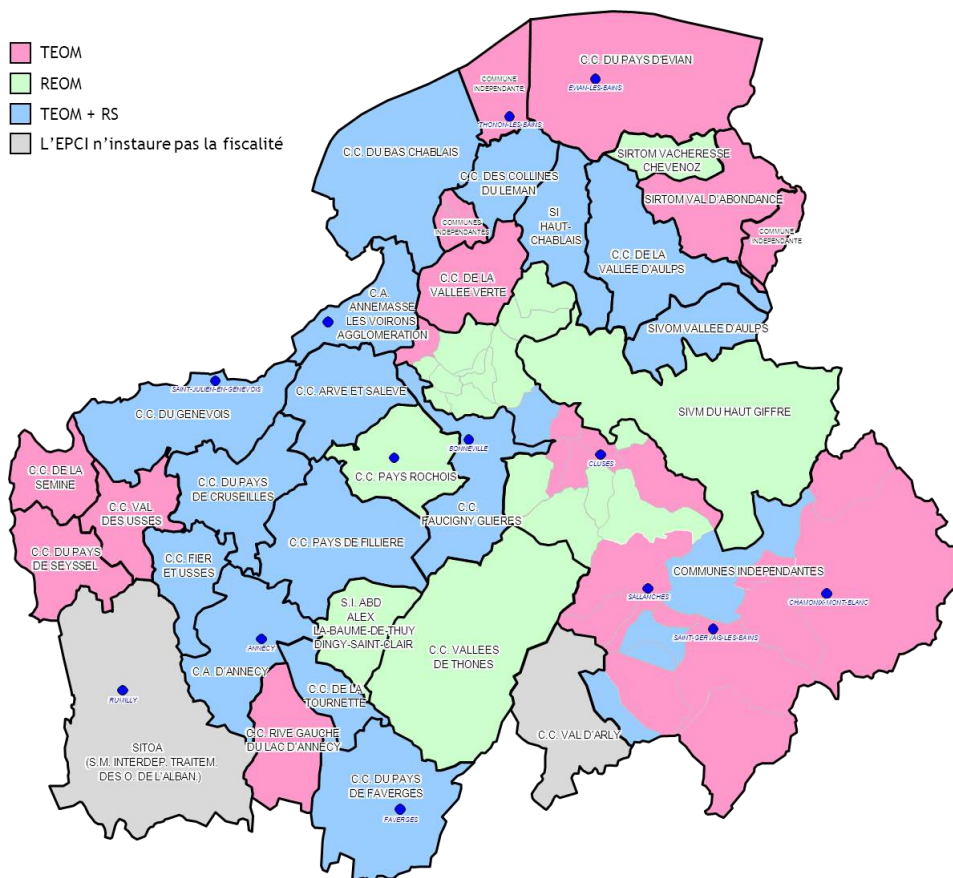 TEOM
REOM
TEOM + RS
L'EPCI n'instaure pas la fiscalité
C.C. DU PAYS D'EVIAN
EVIAN-LES-BAINS
COMMUNE
INDEPENDANTE
THONON-LES-BAINS
C.C. DU BAS CHABLAIS
C.C. DES COLLINES
DU LEMAN
SIRTOM VACHERESSE
CHEVENOZ
SIRTOM VAL D'ABONDANCE
COMMUNES
INDEPENDANTES
SI
HAUT-
CHABLAIS
COMMUNE
INDEPENDANTE
C.C. DE LA
VALLEE D'AULPS
C.C. DE LA
VALLEE VERTE
C.A.
ANNEMASSE
LES VOIRONS
AGGLOMERATION
SIVOM VALLEE D'AULPS
SAINT-JULIEN-EN-GENEVOIS
C.C. ARVE ET SALEVE
C.C. DU GENEVOIS
SIVM DU HAUT GIFFRE
BONNEVILLE
CLUSES
C.C. DE LA
SEMINE
C.C. PAYS ROCHOIS
C.C. DU PAYS
DE CRUSEILLES
C.C. VAL
DES USSES
C.C.
FAUCIGNY GLIERES
C.C. PAYS DE FILLIERE
C.C. DU PAYS
DE SEYSSEL
C.C. FIER
ET USSES
COMMUNES INDEPENDANTES
SALLANCHES
CHAMONIX-MONT-BLANC
S.I. ABD
ALEX
LA-BAUME-DE-THUY
DINGY-SAINT-CLAIR
SAINT-GERVAIS-LES-BAINS
ANNECY
C.C. VALLEES
DE THONES
C.A. D'ANNECY
C.C. DE LA
TOURNETTE
RUMILLY
C.C. RIVE GAUCHE
DU LAC D'ANNECY
C.C. VAL D'ARLY
SITOA
(S.M. INTERDEP. TRAITEM.
DES O. DE L'ALBAN.)
C.C. DU PAYS
DE FAVERGES
FAVERGES